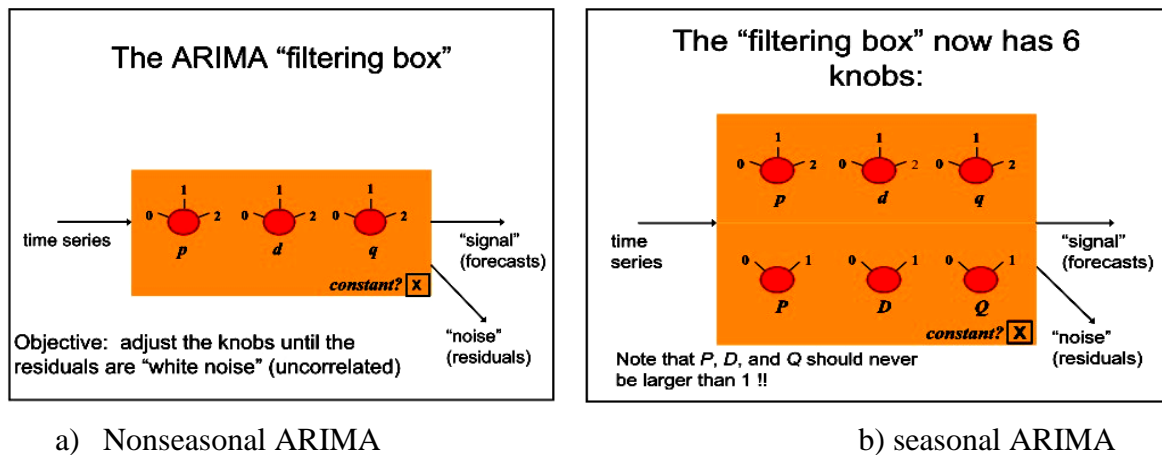 The ARIMA “filtering box”
1 1 1
0 2 0 2 0 2
p d q
time series
“signal”
(forecasts)
constant? X
“noise”
(residuals)
Objective: adjust the knobs until the
residuals are “white noise” (uncorrelated)
The “filtering box” now has 6
knobs:
1 1 1
0 2 0 2 0 2
p d q
time
series
“signal”
(forecasts)
0 1 0 1 0 1
P D Q
constant? X
“noise”
(residuals)
Note that P, D, and Q should never
be larger than 1 !!
a) Nonseasonal ARIMA
b) seasonal ARIMA